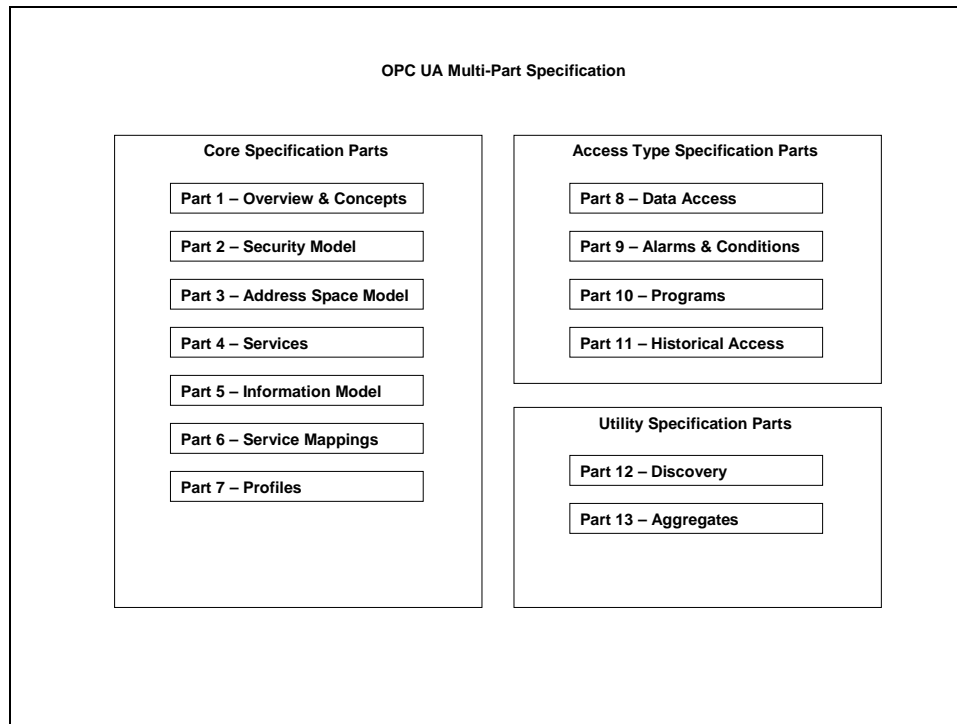 OPC UA Multi-Part Specification
Core Specification Parts
Part 1 – Overview & Concepts
Part 2 – Security Model
Part 3 – Address Space Model
Part 4 – Services
Part 5 – Information Model
Part 6 – Service Mappings
Part 7 – Profiles
Access Type Specification Parts
Part 8 – Data Access
Part 9 – Alarms & Conditions
Part 10 – Programs
Part 11 – Historical Access
Utility Specification Parts
Part 12 – Discovery
Part 13 – Aggregates